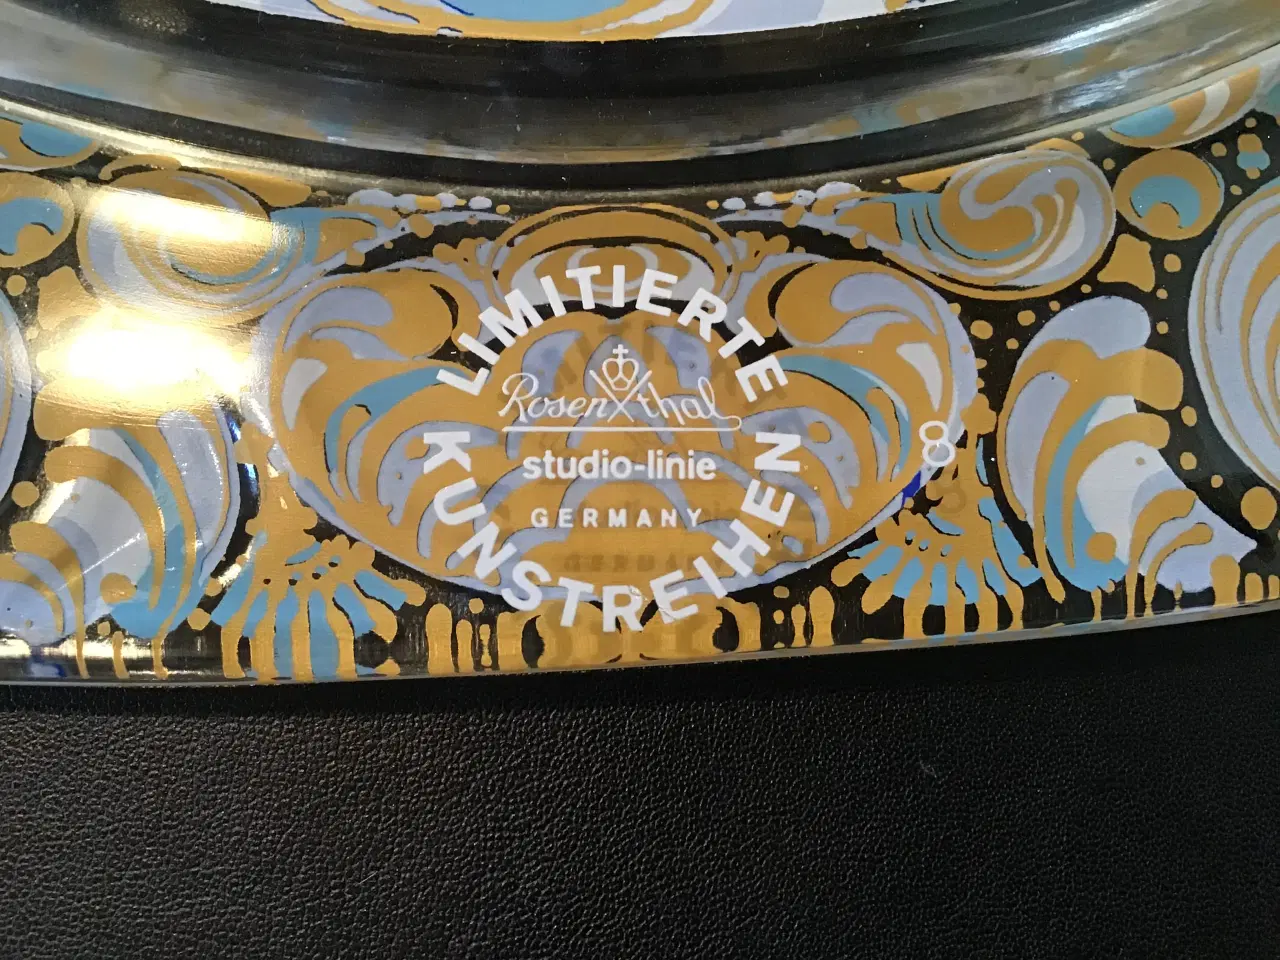 LIMITIERTE
Rosenthal
studio-linie
GERMANY
KUNSTREIHEN
8